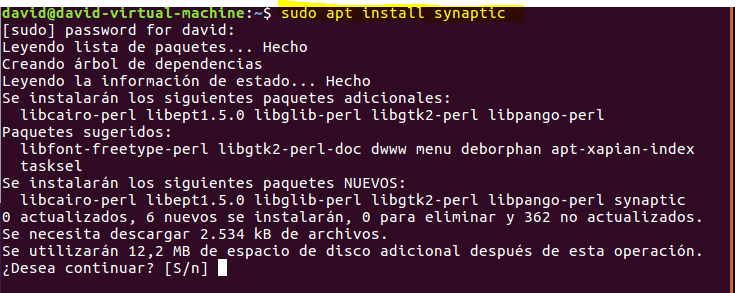 david@david-virtual-machine:~$ sudo apt install synaptic
[sudo] password for david:
Leyendo lista de paquetes... Hecho
Creando árbol de dependencias
Leyendo la información de estado... Hecho
Se instalarán los siguientes paquetes adicionales:
  libcairo-perl libept1.5.0 libglib-perl libgtk2-perl libpango-perl
Paquetes sugeridos:
  libfont-freetype-perl libgtk2-perl-doc dwww menu deborphan apt-xapian-index
  tasksel
Se instalarán los siguientes paquetes NUEVOS:
  libcairo-perl libept1.5.0 libglib-perl libgtk2-perl libpango-perl synaptic
0 actualizados, 6 nuevos se instalarán, 0 para eliminar y 362 no actualizados.
Se necesita descargar 2.534 kB de archivos.
Se utilizarán 12,2 MB de espacio de disco adicional después de esta operación.
¿Desea continuar? [S/n]